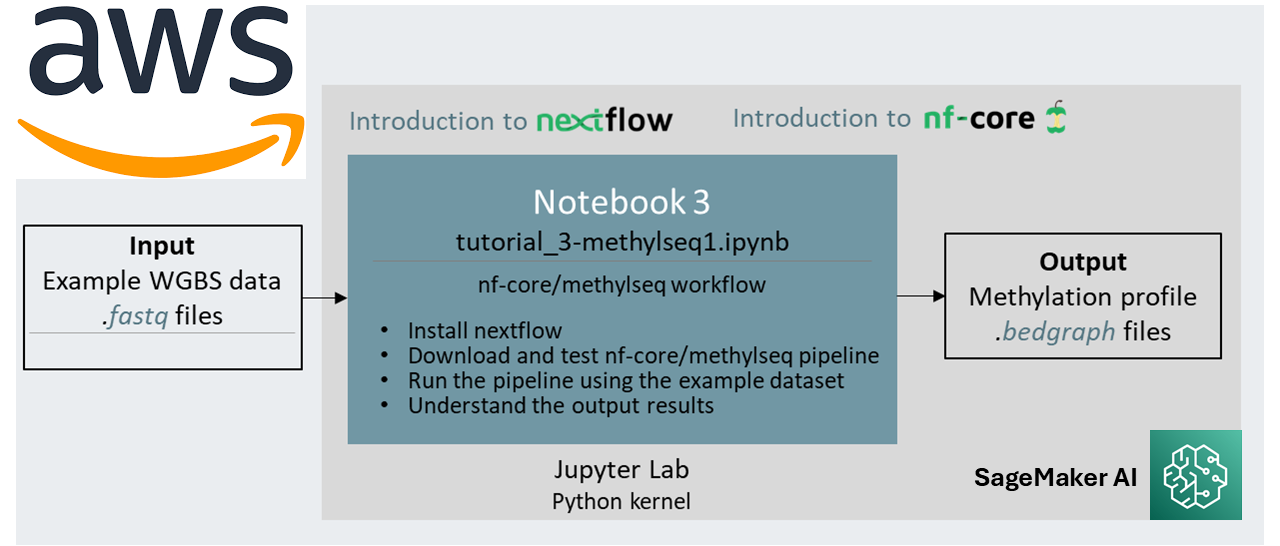 aws
Introduction to nextflow
Introduction to nf-core
Notebook 3
tutorial_3-methylseq1.ipynb
nf-core/methylseq workflow
• Install nextflow
• Download and test nf-core/methylseq pipeline
• Run the pipeline using the example dataset
• Understand the output results
Input
Example WGBS data
.fastq files
Output
Methylation profile
.bedgraph files
Jupyter Lab
Python kernel
SageMaker AI